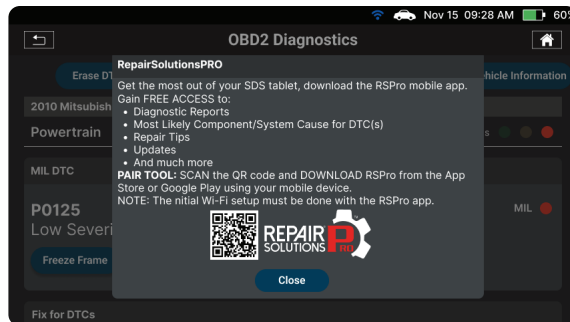 Nov 15 09:28 AM 60%
OBD2 Diagnostics
Erase DT
hicle Information
RepairSolutionsPRO
Get the most out of your SDS tablet, download the RSPro mobile app.
Gain FREE ACCESS to:
• Diagnostic Reports
• Most Likely Component/System Cause for DTC(s)
• Repair Tips
• Updates
• And much more
PAIR TOOL: SCAN the QR code and DOWNLOAD RSPro from the App
Store or Google Play using your mobile device.
NOTE: The nitial Wi-Fi setup must be done with the RSPro app.
REPAIR
SOLUTIONS PRO
Close
2010 Mitsubish
Powertrain
s
MIL DTC
P0125
MIL
Low Severi
Freeze Frame
Fix for DTCs